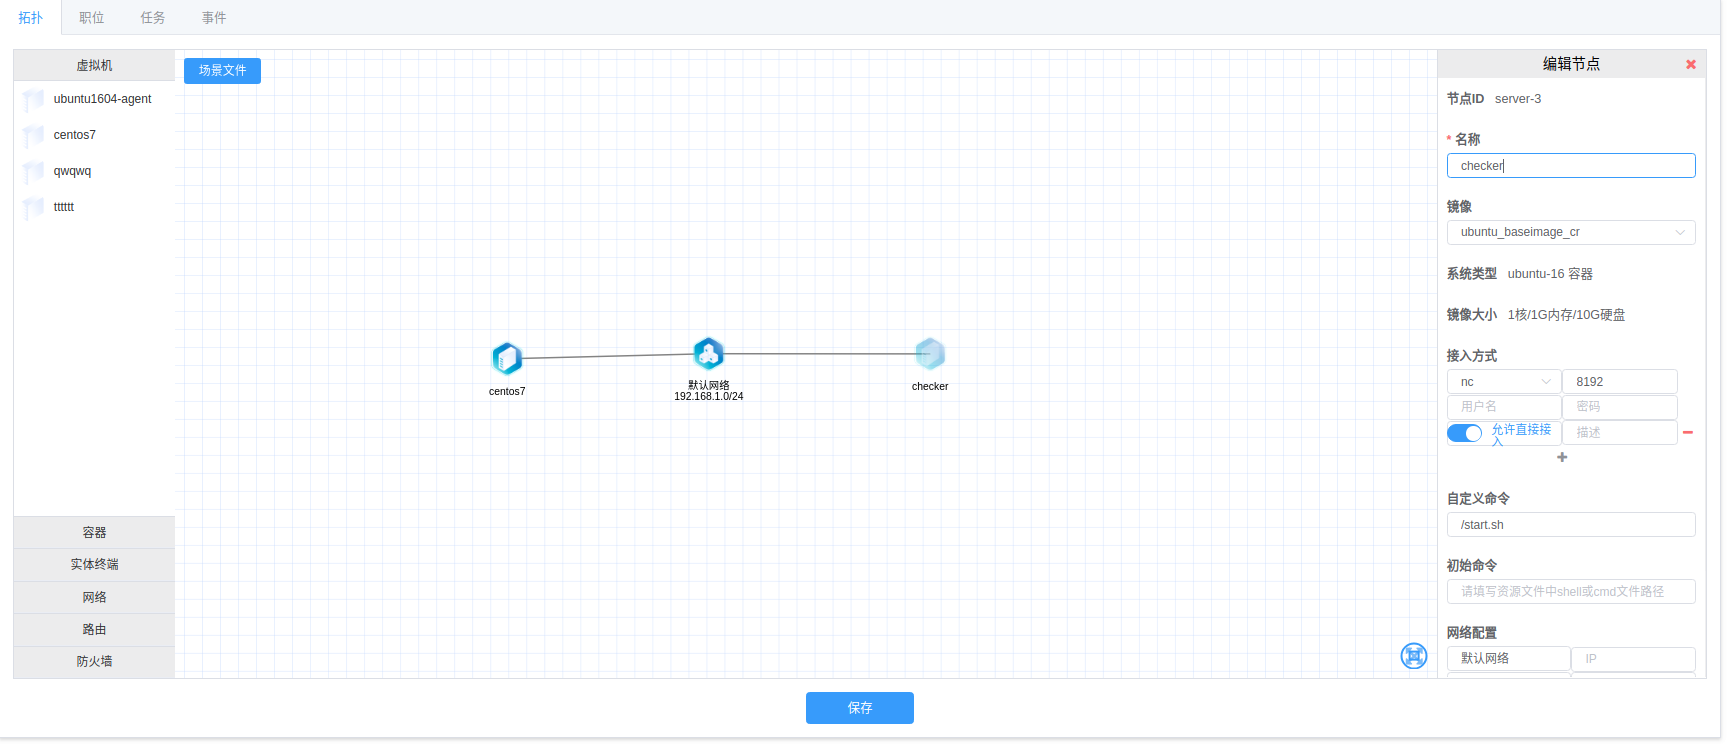 拓扑
职位
任务
事件
虚拟机
ubuntu1604-agent
centos7
qwqwq
tttttt
容器
实体终端
网络
路由
防火墙
场景文件
centos7
默认网络
192.168.1.0/24
checker
编辑节点
节点ID server-3
* 名称
checker
镜像
ubuntu_baseimage_cr
系统类型 ubuntu-16 容器
镜像大小 1核/1G内存/10G硬盘
接入方式
nc 8192
用户名 密码
允许直接接
入
描述
自定义命令
/start.sh
初始命令
请填写资源文件中shell或cmd文件路径
网络配置
默认网络 IP
保存